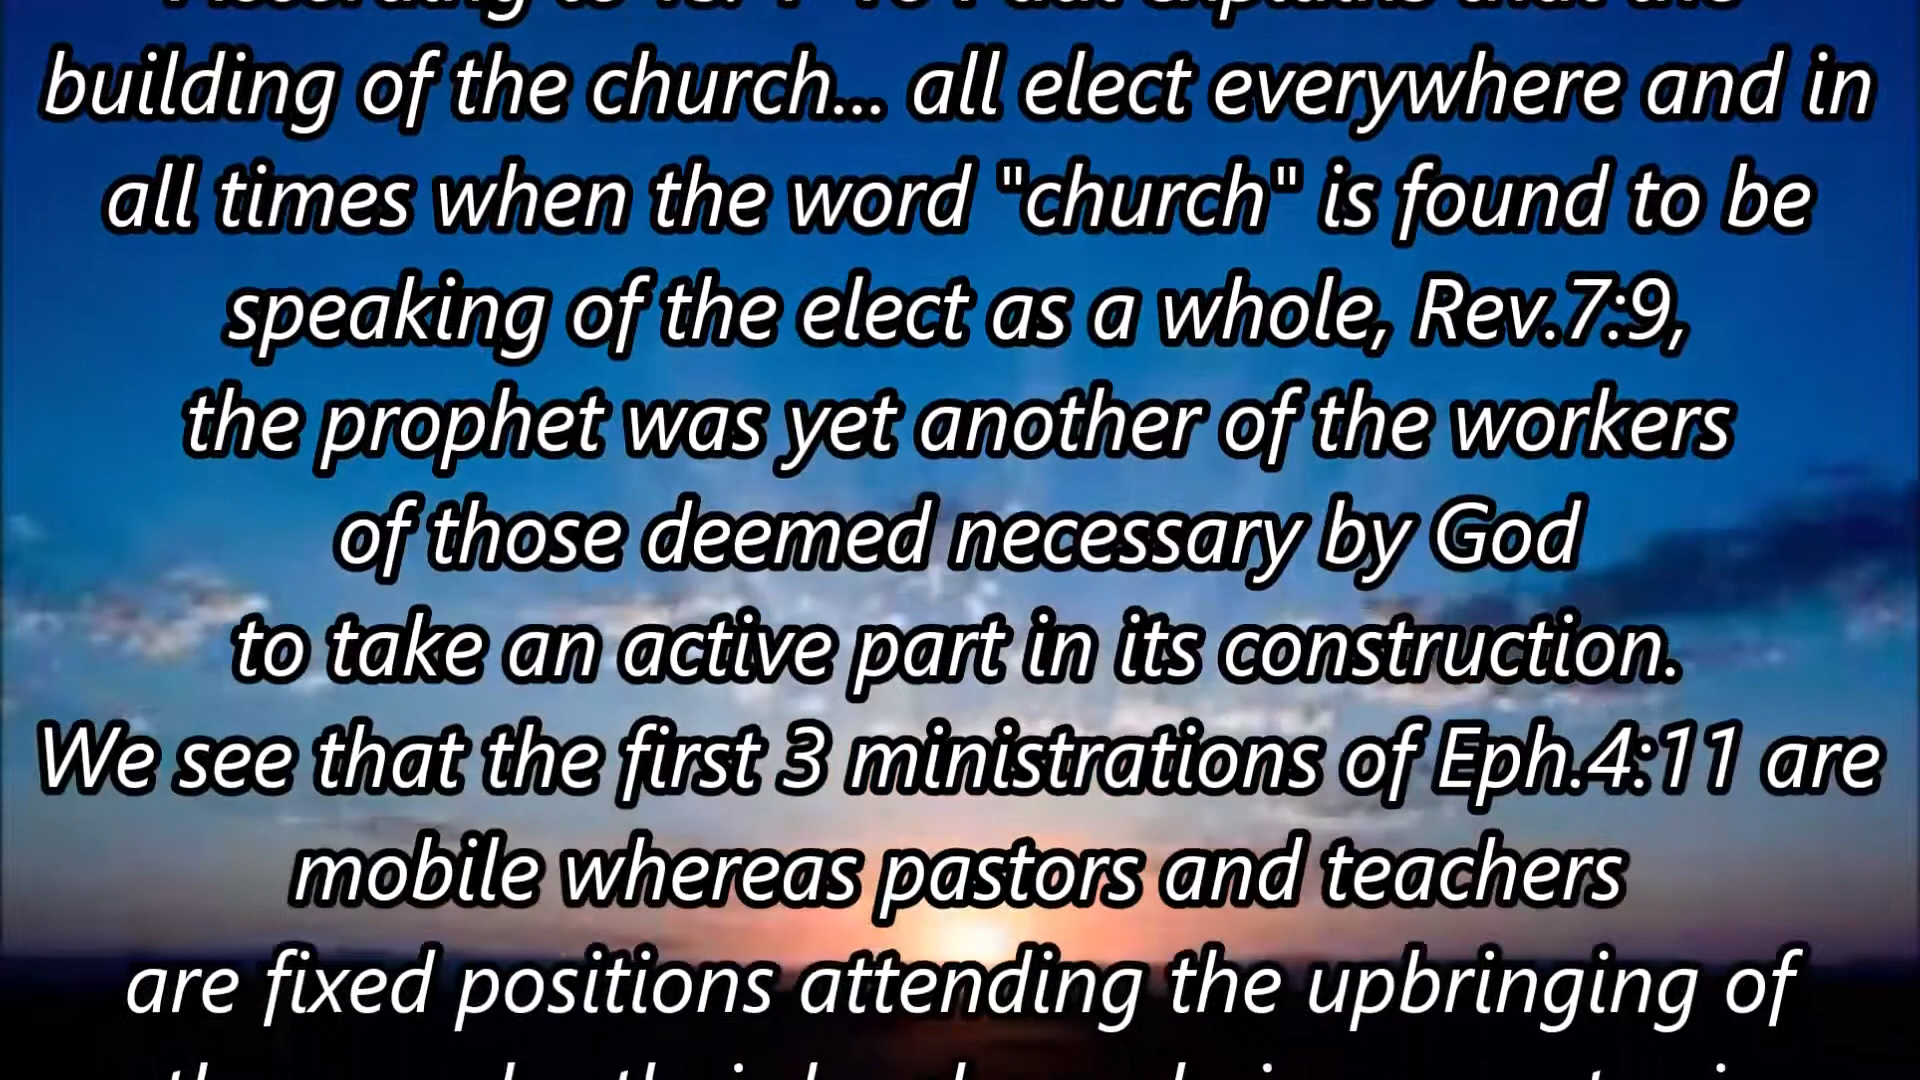 building of the church... all elect everywhere and in
all times when the word "church" is found to be
speaking of the elect as a whole, Rev.7:9,
the prophet was yet another of the workers
of those deemed necessary by God
to take an active part in its construction.
We see that the first 3 ministrations of Eph.4:11 are
mobile whereas pastors and teachers
are fixed positions attending the upbringing of